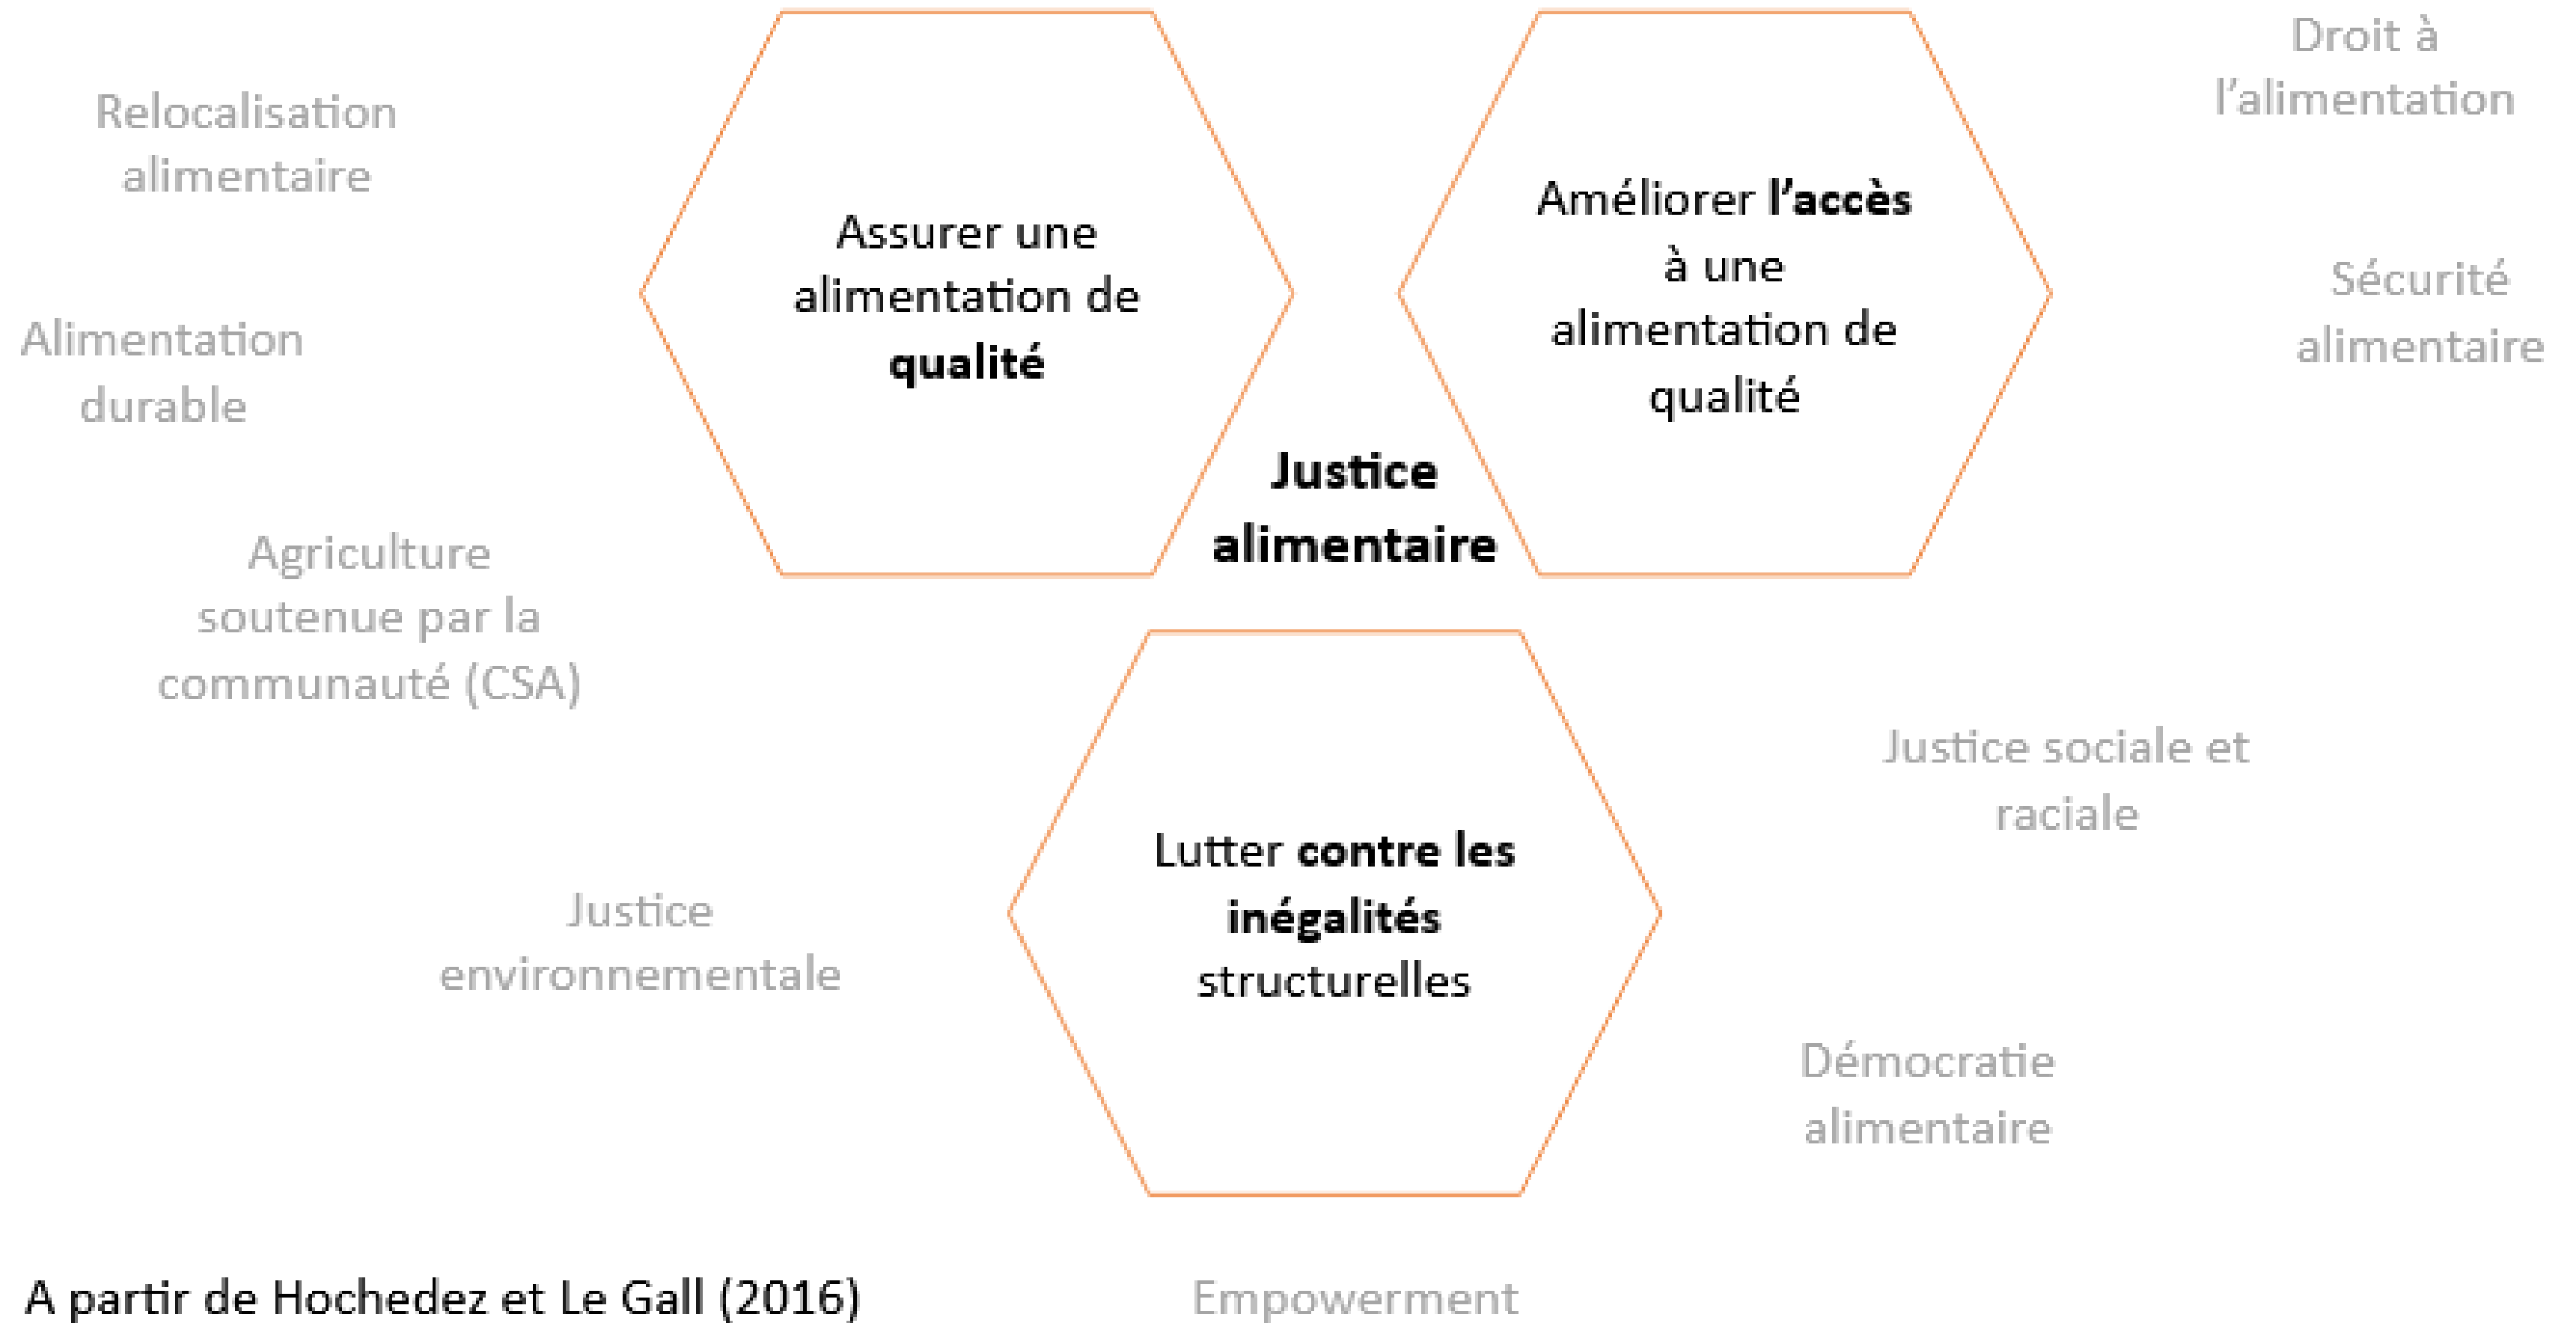 Relocalisation
alimentaire
Alimentation
durable
Agriculture
soutenue par la
communauté (CSA)
Justice
environnementale
Assurer une
alimentation de
qualité
Améliorer l’accès
à une
alimentation de
qualité
Justice
alimentaire
Lutter contre les
inégalités
structurelles
Droit à
l’alimentation
Sécurité
alimentaire
Justice sociale et
raciale
Démocratie
alimentaire
Empowerment
A partir de Hochedez et Le Gall (2016)